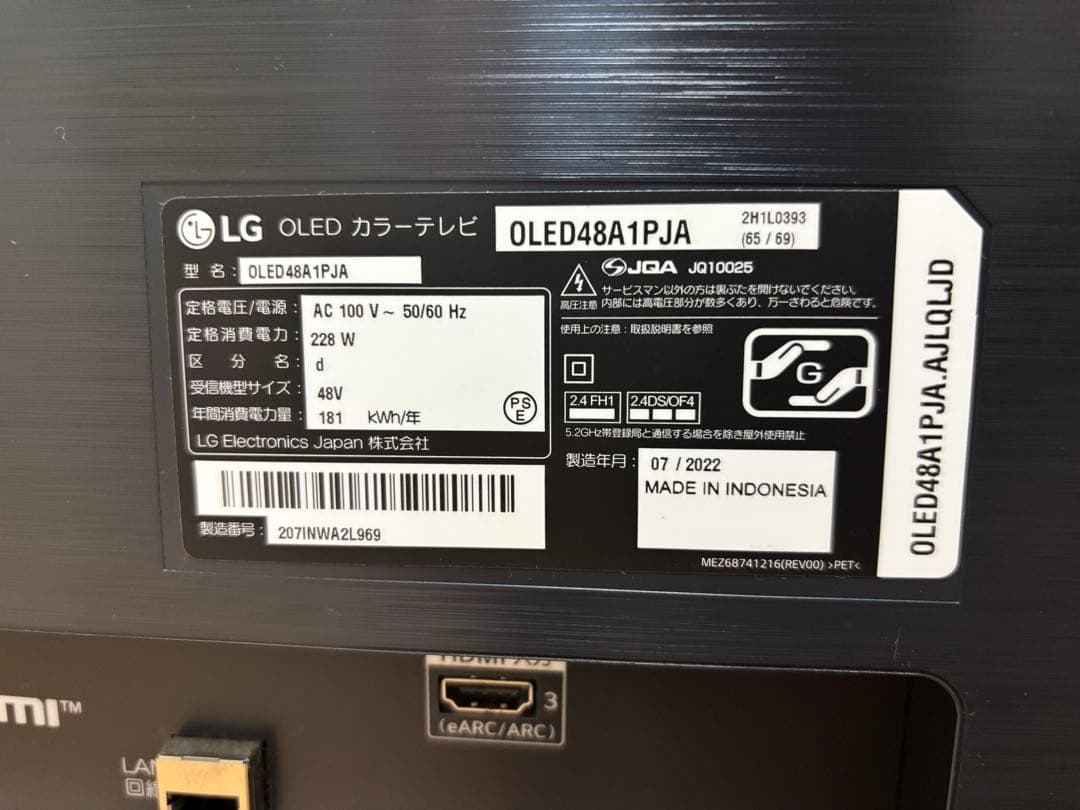 LG OLED カラーテレビ OLED48A1PJA 2H1L0393
(65 / 69)
型 名 : OLED48A1PJA
JQA JQ10025
高圧注意
サービスマン以外の方は裏ぶたを開けないでください。
内部には高電圧部分が数多くあり、万一さわると危険です。
定格電圧/電源 : AC 100 V ~ 50/60 Hz
定格消費電力 : 228 W
区 分 名 : d
受信機型サイズ : 48V
年間消費電力量 : 181 kWh/年
PS
E
LG Electronics Japan 株式会社
使用上の注意 : 取扱説明書を参照
G
2.4 FH1 2.4DS/OF4
5.2GHz帯登録局と通信する場合を除き屋外使用禁止
製造年月 : 07 / 2022
MADE IN INDONESIA
製造番号 : 207INWA2L969
MEZ68741216(REV00) >PET<
OLED48A1PJA.AJLQLJD
3
(eARC/ARC)
LAN